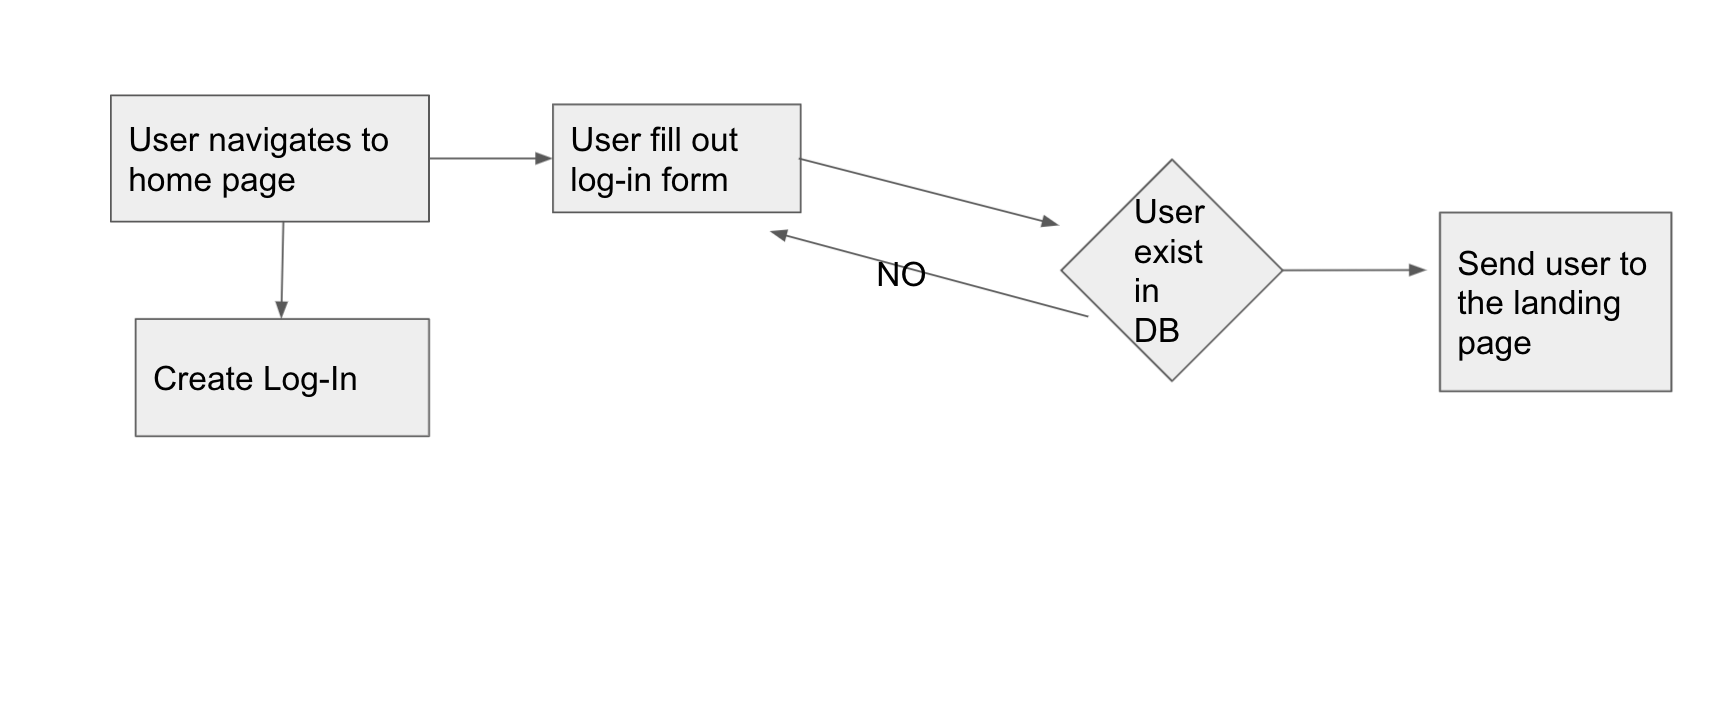 User navigates to
home page
User fill out
log-in form
User
exist
in
DB
NO
Send user to
the landing
page
Create Log-In